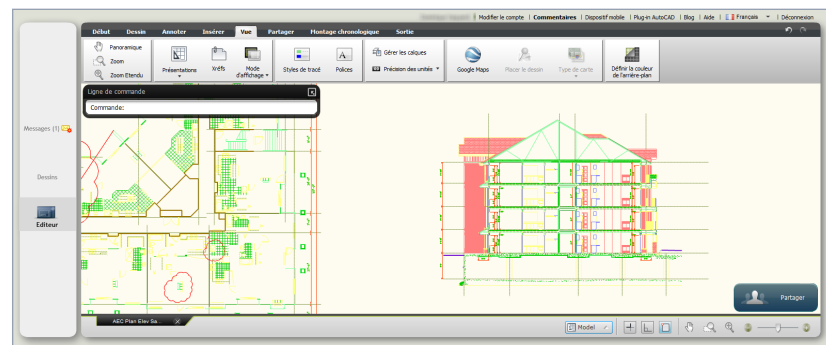 Modifier le compte | Commentaires | Dispositif mobile | Plug-in AutoCAD | Blog | Aide | Français | Déconnexion
Début Dessin Annoter Insérer Vue Partager Montage chronologique Sortie
Panoramique
Zoom
Zoom Etendu
Présentations
Xréfs
Mode d'affichage
Styles de tracé
Polices
Gérer les calques
Précision des unités
Google Maps
Placer le dessin
Type de carte
Définir la couleur de l'arrière-plan
Ligne de commande
Commande:
Messages (1)
Dessins
Editeur
Partager
AEC Plan Elev Sa... X
Model